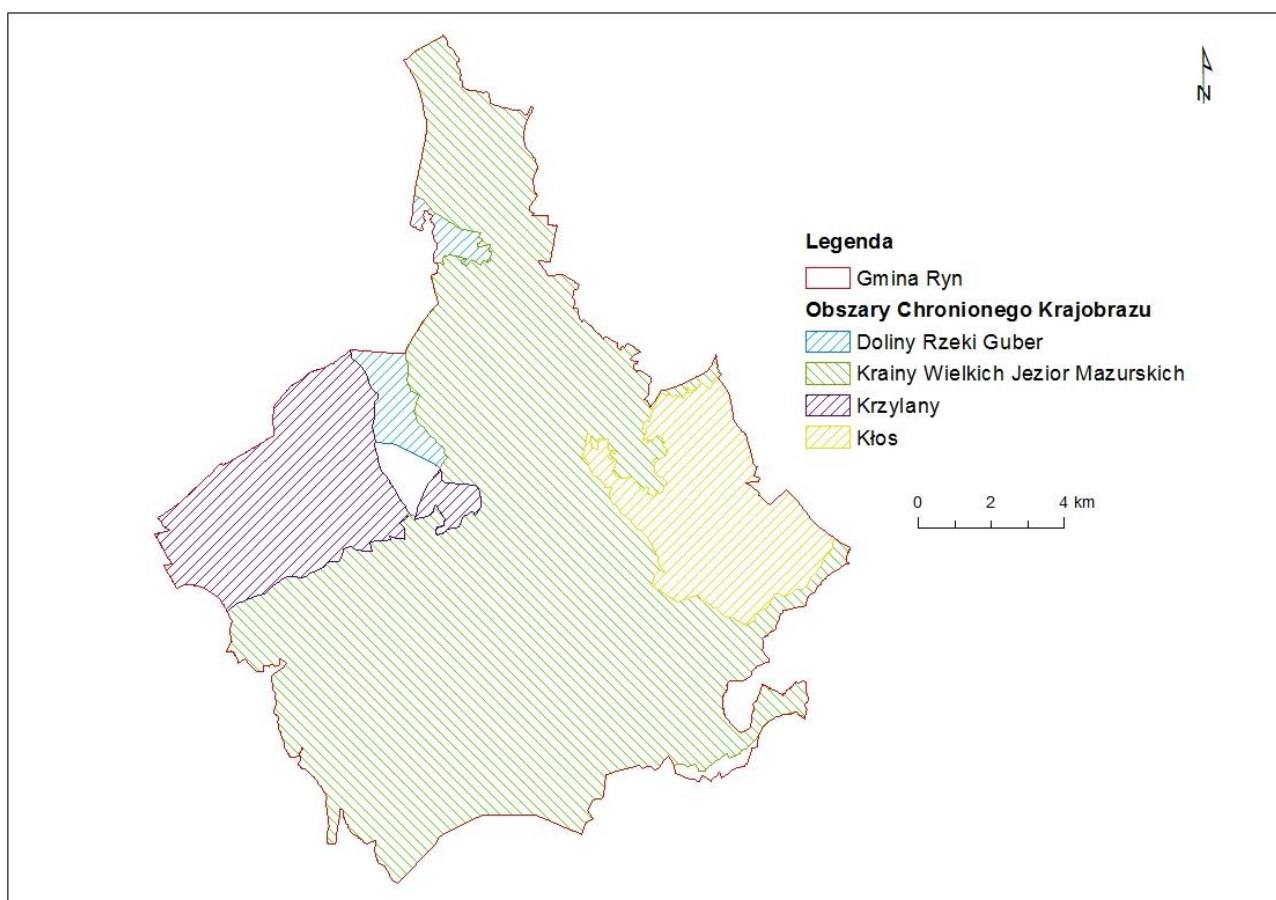 N
Legenda
Gmina Ryn
Obszary Chronionego Krajobrazu
Doliny Rzeki Guber
Krainy Wielkich Jezior Mazurskich
Krzylany
Kłos
0 2 4 km